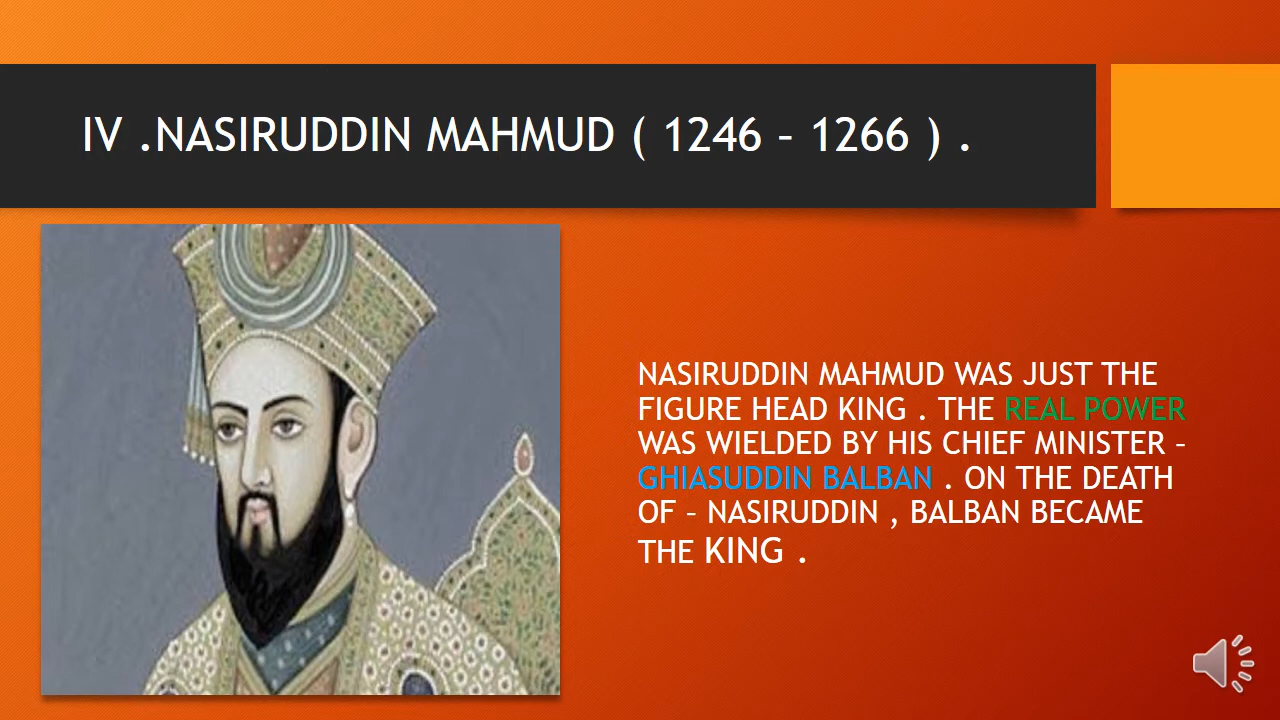 IV .NASIRUDDIN MAHMUD ( 1246 – 1266 ) .
NASIRUDDIN MAHMUD WAS JUST THE
FIGURE HEAD KING . THE REAL POWER
WAS WIELDED BY HIS CHIEF MINISTER –
GHIASUDDIN BALBAN . ON THE DEATH
OF – NASIRUDDIN , BALBAN BECAME
THE KING .